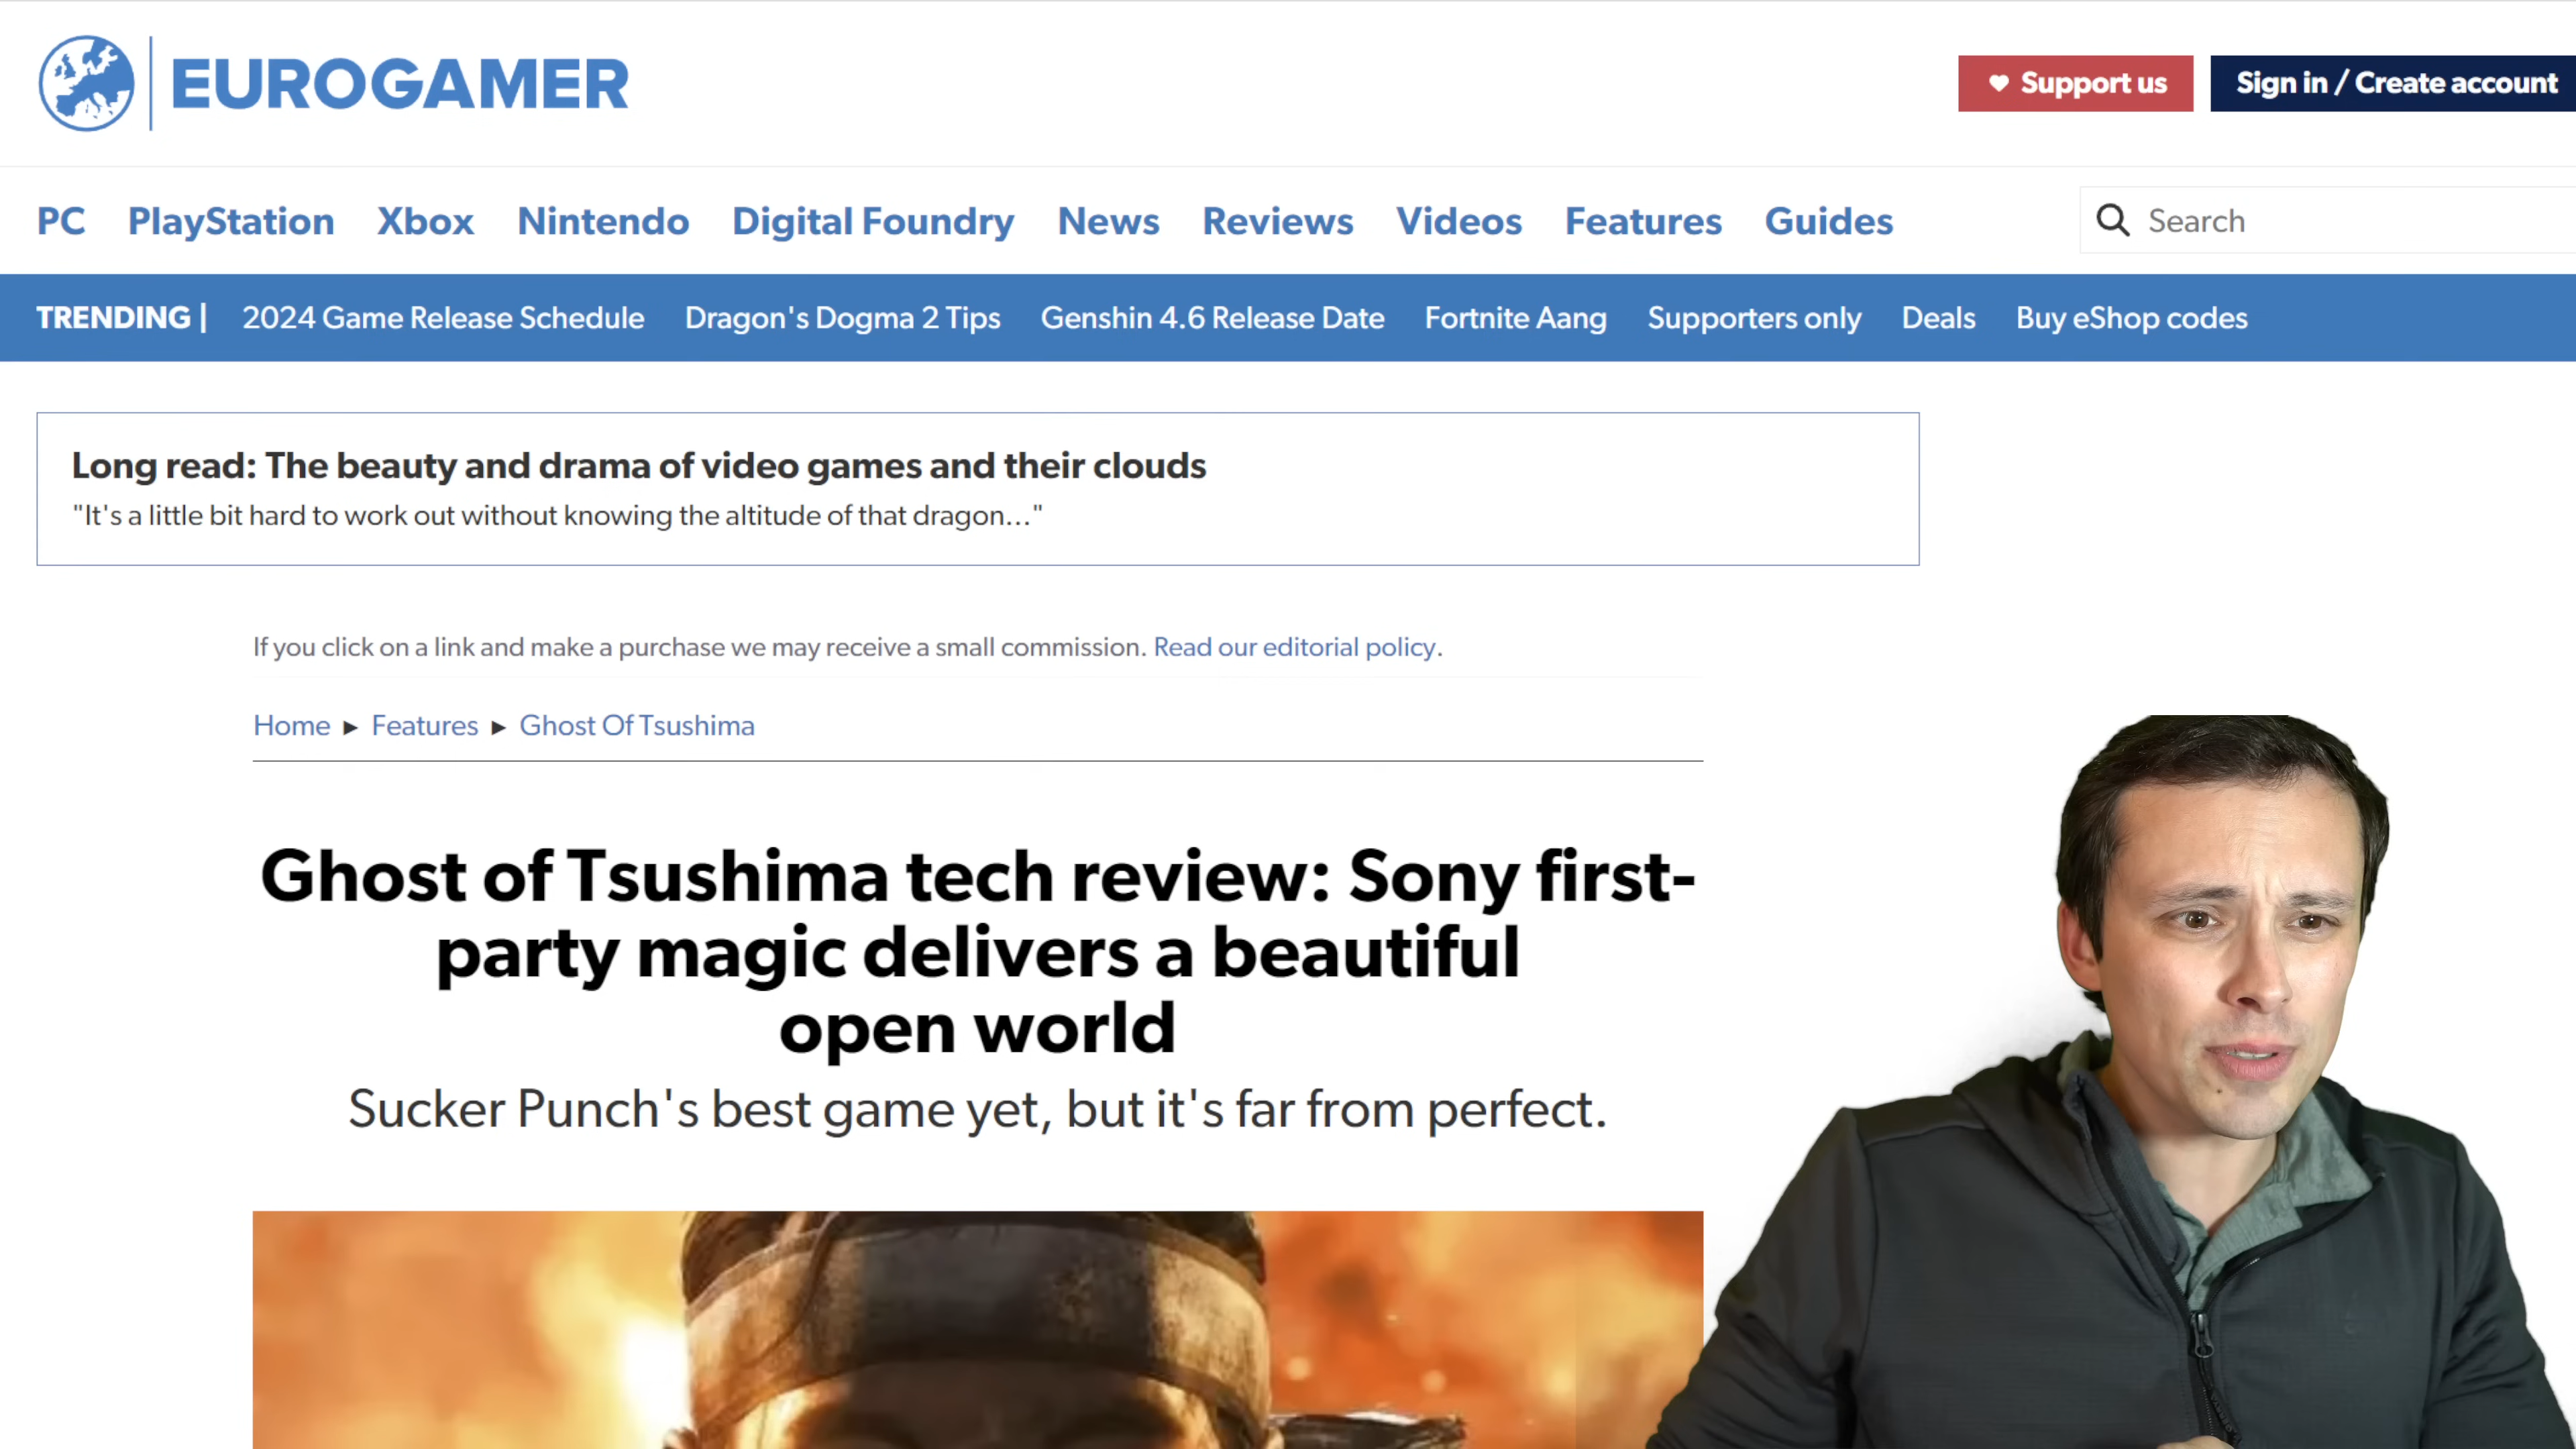 EUROGAMER
Support us
Sign in / Create account
PC PlayStation Xbox Nintendo Digital Foundry News Reviews Videos Features Guides
Search
TRENDING | 2024 Game Release Schedule Dragon's Dogma 2 Tips Genshin 4.6 Release Date Fortnite Aang Supporters only Deals Buy eShop codes
Long read: The beauty and drama of video games and their clouds
"It's a little bit hard to work out without knowing the altitude of that dragon..."
If you click on a link and make a purchase we may receive a small commission. Read our editorial policy.
Home ► Features ► Ghost Of Tsushima
Ghost of Tsushima tech review: Sony first-
party magic delivers a beautiful
open world
Sucker Punch's best game yet, but it's far from perfect.